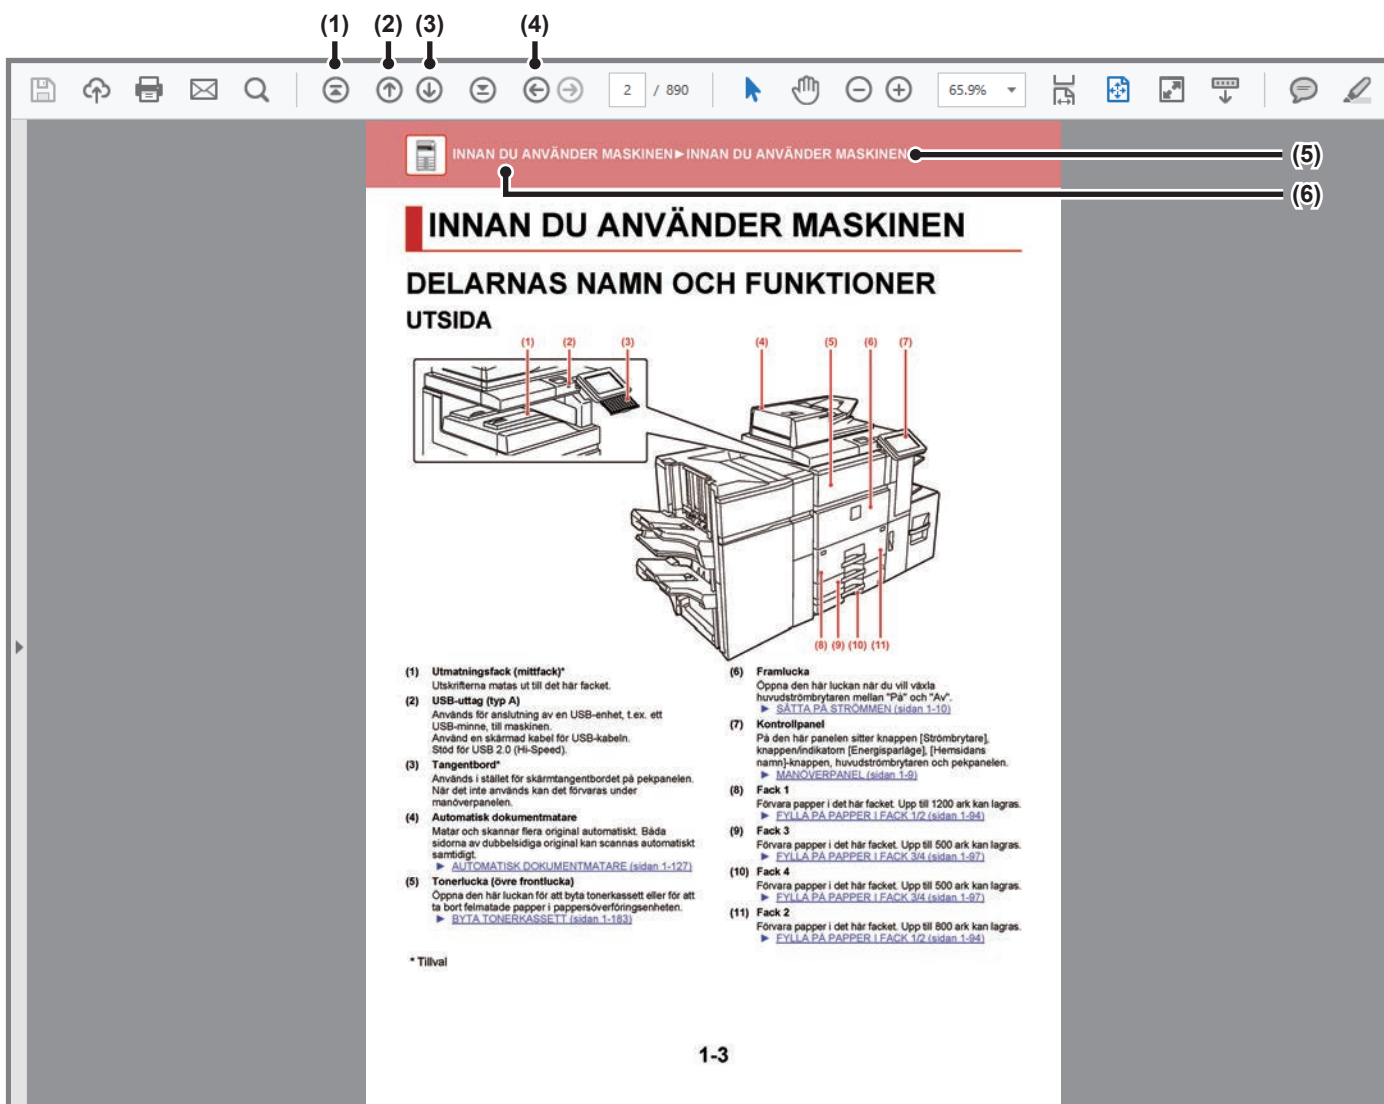 (1) (2) (3) (4)
2 / 890 65.9%
INNAN DU ANVÄNDER MASKINEN►INNAN DU ANVÄNDER MASKINEN
(5)
(6)
INNAN DU ANVÄNDER MASKINEN
DELARNAS NAMN OCH FUNKTIONER
UTSIDA
(1) (2) (3) (4) (5) (6) (7)
(8) (9) (10) (11)
(1) Utmatningsfack (mittfack)*
Utskrifterna matas ut till det här facket.
(2) USB-uttag (typ A)
Används för anslutning av en USB-enhet, t.ex. ett
USB-minne, till maskinen.
Använd en skärmad kabel för USB-kabeln.
Stöd för USB 2.0 (Hi-Speed).
(3) Tangentbord*
Används i stället för skärmtangentbordet på pekpanelen.
När det inte används kan det förvaras under
manöverpanelen.
(4) Automatisk dokumentmatare
Matar och skannar flera original automatiskt. Båda
sidorna av dubbelsidiga original kan scannas automatiskt
samtidigt.
► AUTOMATISK DOKUMENTMATARE (sidan 1-127)
(5) Tonerlucka (övre frontlucka)
Öppna den här luckan för att byta tonerkassett eller för att
ta bort felmatade papper i pappersöverföringsenheten.
► BYTA TONERKASSETT (sidan 1-183)
(6) Framlucka
Öppna den här luckan när du vill växla
huvudströmbrytaren mellan "På" och "Av".
► SÄTTA PÅ STRÖMMEN (sidan 1-10)
(7) Kontrollpanel
På den här panelen sitter knappen [Strömbrytare],
knappen/indikatorn [Energisparläge], [Hemsidans
namn]-knappen, huvudströmbrytaren och pekpanelen.
► MANÖVERPANEL (sidan 1-9)
(8) Fack 1
Förvara papper i det här facket. Upp till 1200 ark kan lagras.
► FYLLA PÅ PAPPER I FACK 1/2 (sidan 1-94)
(9) Fack 3
Förvara papper i det här facket. Upp till 500 ark kan lagras.
► FYLLA PÅ PAPPER I FACK 3/4 (sidan 1-97)
(10) Fack 4
Förvara papper i det här facket. Upp till 500 ark kan lagras.
► FYLLA PÅ PAPPER I FACK 3/4 (sidan 1-97)
(11) Fack 2
Förvara papper i det här facket. Upp till 800 ark kan lagras.
► FYLLA PÅ PAPPER I FACK 1/2 (sidan 1-94)
* Tillval
1-3